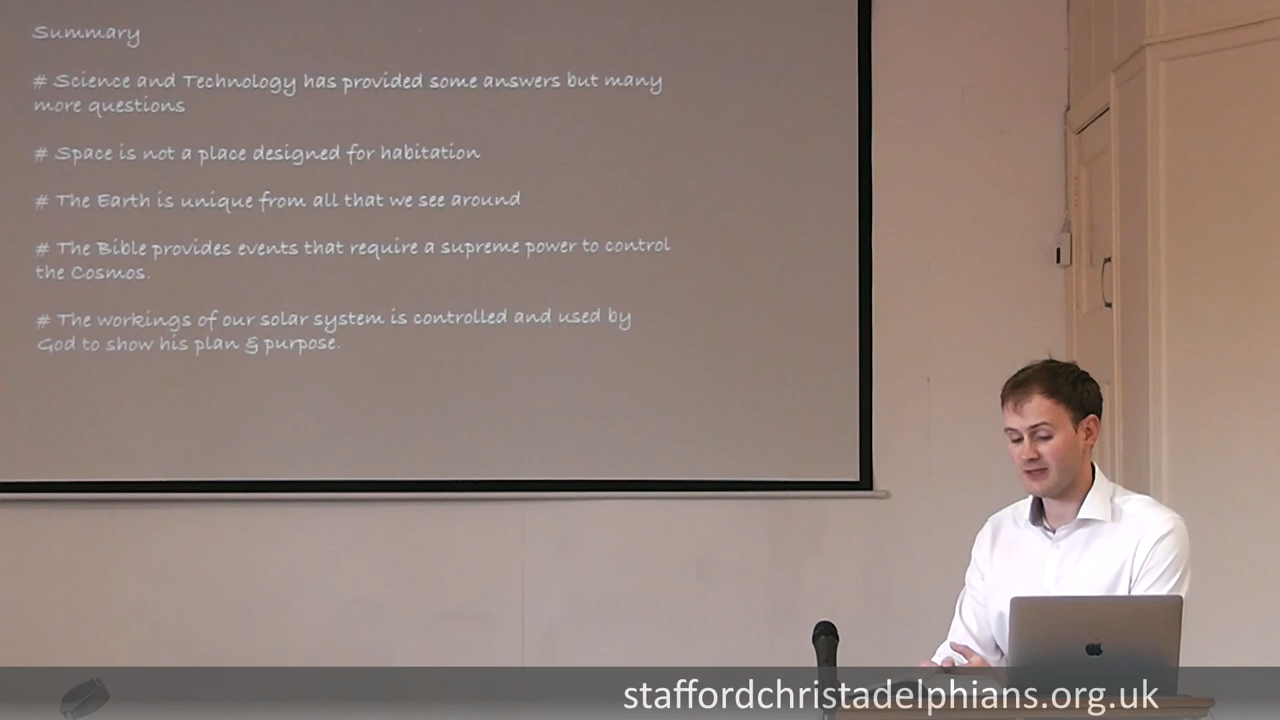 Summary
# Science and Technology has provided some answers but many
more questions
# Space is not a place designed for habitation
# The Earth is unique from all that we see around
# The Bible provides events that require a supreme power to control
the Cosmos.
# The workings of our solar system is controlled and used by
God to show his plan & purpose.
staffordchristadelphians.org.uk